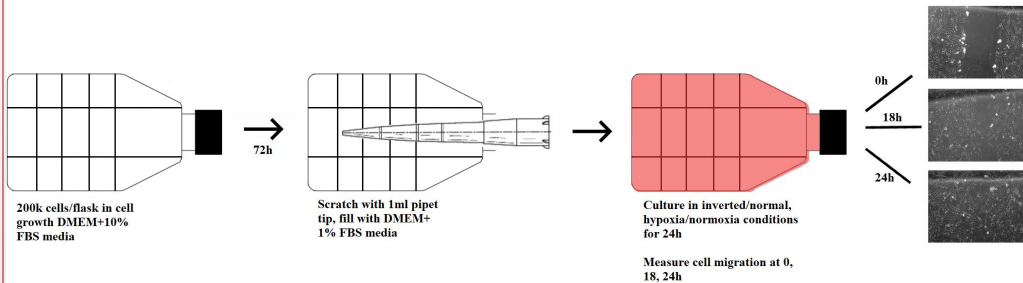 72h
200k cells/flask in cell
growth DMEM+10%
FBS media
Scratch with 1ml pipet
tip, fill with DMEM+
1% FBS media
Culture in inverted/normal,
hypoxia/normoxia conditions
for 24h
Measure cell migration at 0,
18, 24h
0h
18h
24h